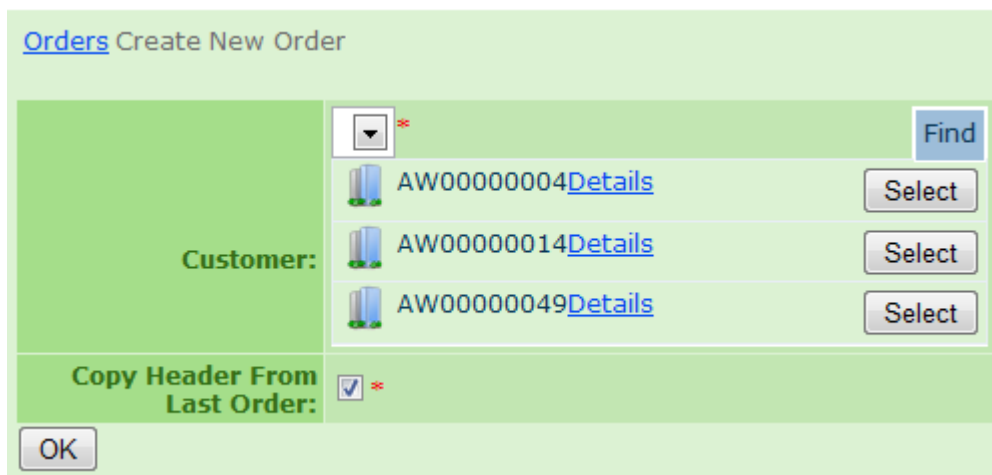 Orders Create New Order
* Find
AW00000004Details Select
AW00000014Details Select
Customer:
AW00000049Details Select
Copy Header From
Last Order: *
OK